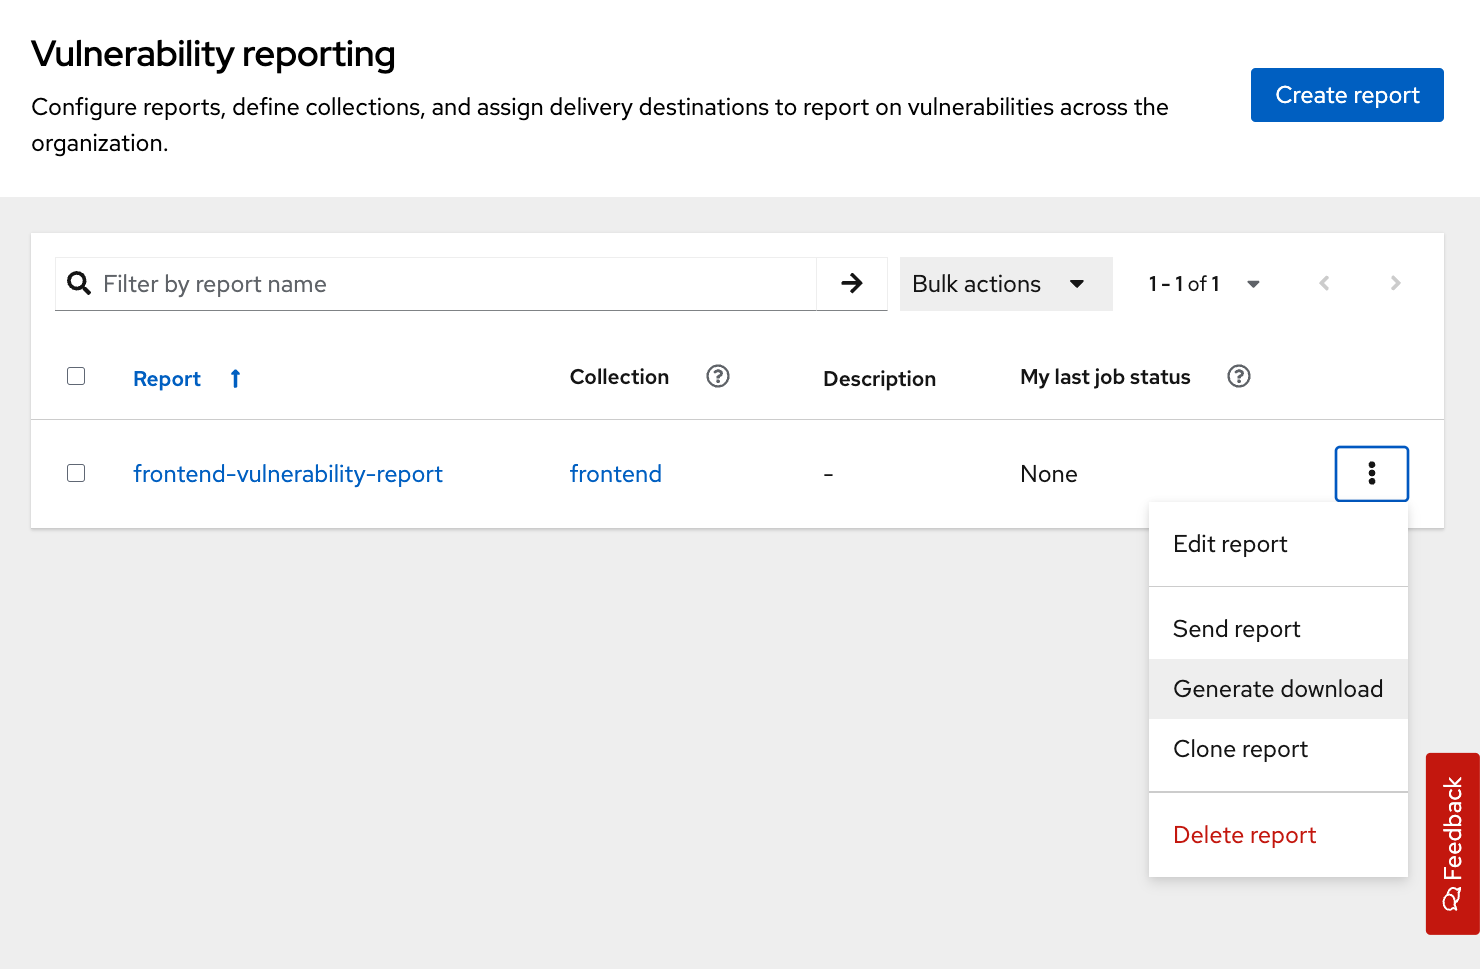 Vulnerability reporting
Configure reports, define collections, and assign delivery destinations to report on vulnerabilities across the
organization.
Create report
Filter by report name
Bulk actions
1 - 1 of 1
Report
Collection
Description
My last job status
frontend-vulnerability-report
frontend
-
None
Edit report
Send report
Generate download
Clone report
Delete report
Feedback